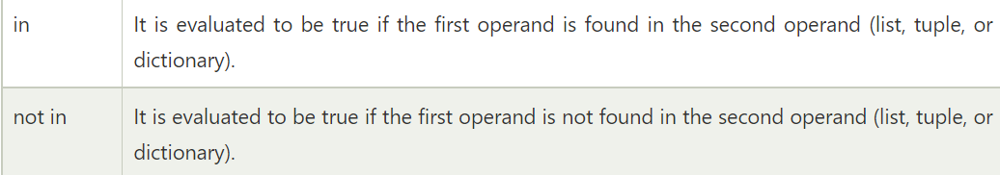 in
It is evaluated to be true if the first operand is found in the second operand (list, tuple, or
dictionary).
not in
It is evaluated to be true if the first operand is not found in the second operand (list, tuple, or
dictionary).